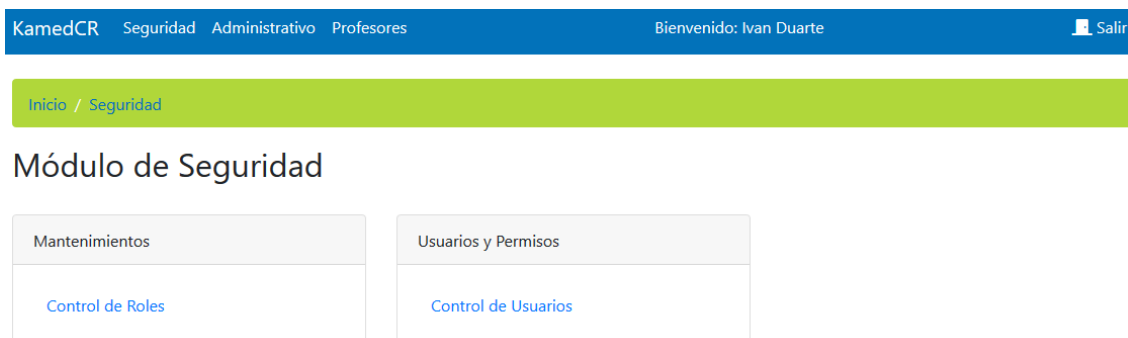 KamedCR Seguridad Administrativo Profesores Bienvenido: Ivan Duarte Salir
Inicio / Seguridad
Módulo de Seguridad
Mantenimientos
Control de Roles
Usuarios y Permisos
Control de Usuarios